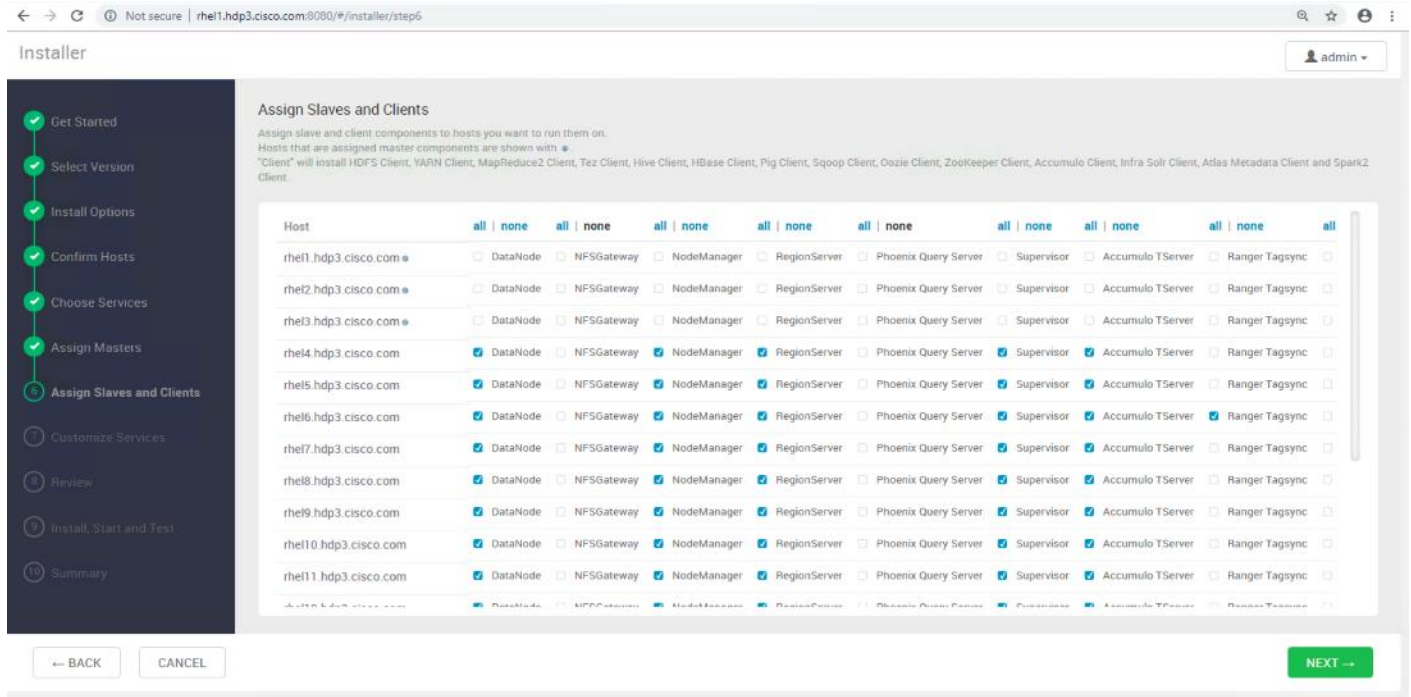 Not secure | rhel1.hdp3.cisco.com:8080/#/installer/step6
Installer
admin
Get Started
Select Version
Install Options
Confirm Hosts
Choose Services
Assign Masters
6 Assign Slaves and Clients
7 Customize Services
8 Review
9 Install, Start and Test
10 Summary
Assign Slaves and Clients
Assign slave and client components to hosts you want to run them on.
Hosts that are assigned master components are shown with
"Client" will install HDFS Client, YARN Client, MapReduce2 Client, Tez Client, Hive Client, HBase Client, Pig Client, Sqoop Client, Oozie Client, ZooKeeper Client, Accumulo Client, Infra Solr Client, Atlas Metadata Client and Spark2
Client.
Host all | none all | none all | none all | none all | none all | none all | none all | none all
rhel1.hdp3.cisco.com DataNode NFSGateway NodeManager RegionServer Phoenix Query Server Supervisor Accumulo TServer Ranger Tagsync
rhel2.hdp3.cisco.com DataNode NFSGateway NodeManager RegionServer Phoenix Query Server Supervisor Accumulo TServer Ranger Tagsync
rhel3.hdp3.cisco.com DataNode NFSGateway NodeManager RegionServer Phoenix Query Server Supervisor Accumulo TServer Ranger Tagsync
rhel4.hdp3.cisco.com DataNode NFSGateway NodeManager RegionServer Phoenix Query Server Supervisor Accumulo TServer Ranger Tagsync
rhel5.hdp3.cisco.com DataNode NFSGateway NodeManager RegionServer Phoenix Query Server Supervisor Accumulo TServer Ranger Tagsync
rhel6.hdp3.cisco.com DataNode NFSGateway NodeManager RegionServer Phoenix Query Server Supervisor Accumulo TServer Ranger Tagsync
rhel7.hdp3.cisco.com DataNode NFSGateway NodeManager RegionServer Phoenix Query Server Supervisor Accumulo TServer Ranger Tagsync
rhel8.hdp3.cisco.com DataNode NFSGateway NodeManager RegionServer Phoenix Query Server Supervisor Accumulo TServer Ranger Tagsync
rhel9.hdp3.cisco.com DataNode NFSGateway NodeManager RegionServer Phoenix Query Server Supervisor Accumulo TServer Ranger Tagsync
rhel10.hdp3.cisco.com DataNode NFSGateway NodeManager RegionServer Phoenix Query Server Supervisor Accumulo TServer Ranger Tagsync
rhel11.hdp3.cisco.com DataNode NFSGateway NodeManager RegionServer Phoenix Query Server Supervisor Accumulo TServer Ranger Tagsync
← BACK
CANCEL
NEXT →